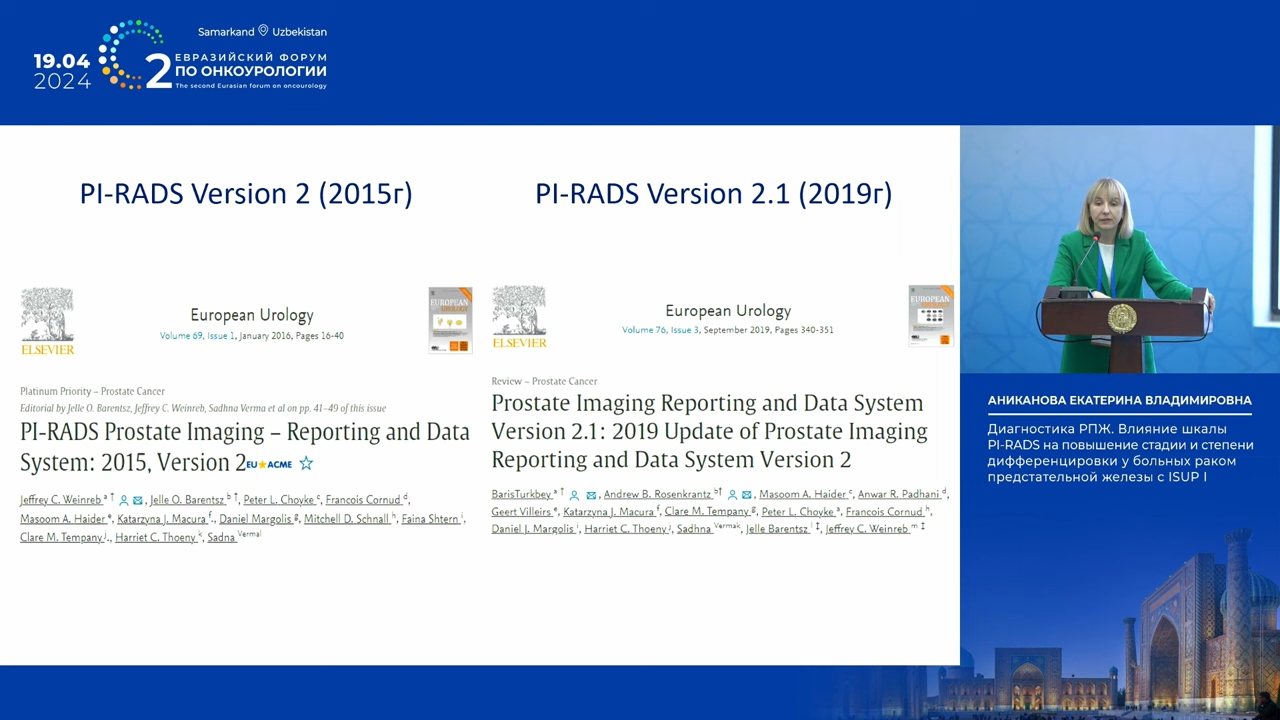 Samarkand Uzbekistan
19.04
2024
2
ЕВРАЗИЙСКИЙ ФОРУМ
ПО ОНКОУРОЛОГИИ
The second Eurasian forum on oncourology
PI-RADS Version 2 (2015г)
ELSEVIER
European Urology
Volume 69, Issue 1, January 2016, Pages 16-40
EUROPEAN
UROLOGY
Platinum Priority – Prostate Cancer
Editorial by Jelle O. Barentsz, Jeffrey C. Weinreb, Sadhna Verma et al on pp. 41–49 of this issue
PI-RADS Prostate Imaging – Reporting and Data
System: 2015, Version 2 EU★ACME
Jeffrey C. Weinreb a †, Jelle O. Barentsz b †, Peter L. Choyke c, Francois Cornud d,
Masoom A. Haider e, Katarzyna J. Macura f, Daniel Margolis g, Mitchell D. Schnall h, Faina Shtern i,
Clare M. Tempany j, Harriet C. Thoeny k, Sadna Vermal
PI-RADS Version 2.1 (2019г)
ELSEVIER
European Urology
Volume 76, Issue 3, September 2019, Pages 340-351
EUROPEAN
UROLOGY
Review – Prostate Cancer
Prostate Imaging Reporting and Data System
Version 2.1: 2019 Update of Prostate Imaging
Reporting and Data System Version 2
BarisTurkbey a †, Andrew B. Rosenkrantz b†, Masoom A. Haider c, Anwar R. Padhani d,
Geert Villeirs e, Katarzyna J. Macura f, Clare M. Tempany g, Peter L. Choyke a, Francois Cornud h,
Daniel J. Margolis i, Harriet C. Thoeny j, Sadhna Vermak, Jelle Barentsz l ‡, Jeffrey C. Weinreb m ‡
АНИКАНОВА ЕКАТЕРИНА ВЛАДИМИРОВНА
Диагностика РПЖ. Влияние шкалы
PI-RADS на повышение стадии и степени
дифференцировки у больных раком
предстательной железы с ISUP I